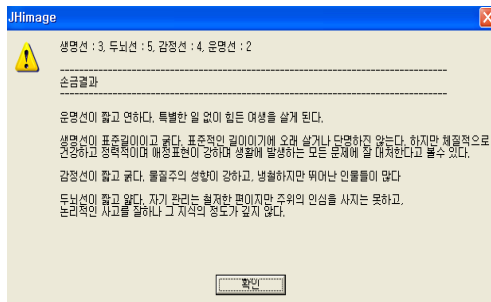 JHimage
생명선 : 3, 두뇌선 : 5, 감정선 : 4, 운명선 : 2
손금결과
운명선이 짧고 연하다. 특별한 일 없이 힘든 여생을 살게 된다.
생명선이 표준길이이고 굵다. 표준적인 길이이기에 오래 살거나 단명하진 않는다. 하지만 체질적으로
건강하고 정력적이며 애정표현이 강하며 생활에 발생하는 모든 문제에 잘 대처한다고 볼수 있다.
감정선이 짧고 굵다. 물질주의 성향이 강하고, 냉철하지만 뛰어난 인물들이 많다
두뇌선이 짧고 얇다. 자기 관리는 철저한 편이지만 주위의 인심을 사지는 못하고,
논리적인 사고를 잘하나 그 지식의 정도가 깊지 않다.
확인